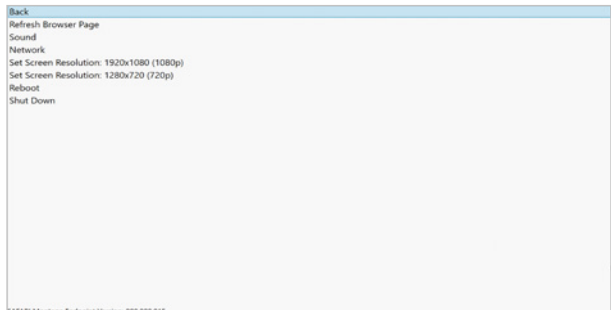 Back
Refresh Browser Page
Sound
Network
Set Screen Resolution: 1920x1080 (1080p)
Set Screen Resolution: 1280x720 (720p)
Reboot
Shut Down